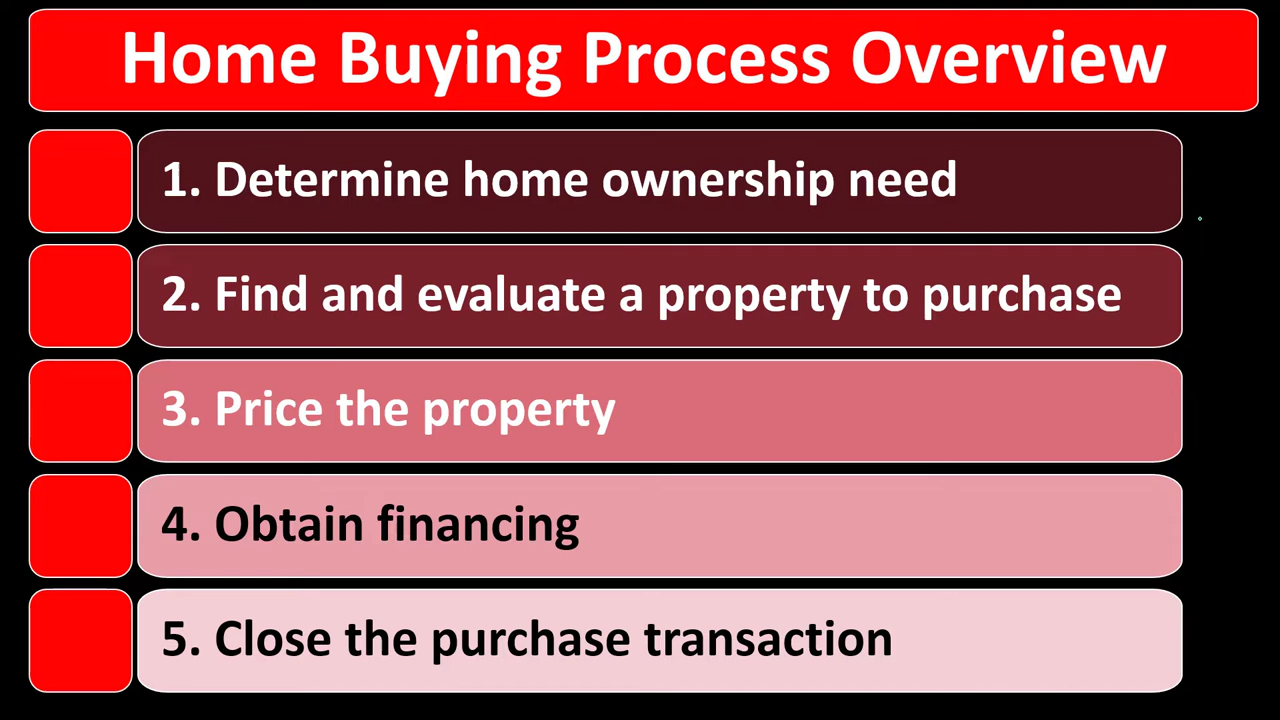 Home Buying Process Overview
1. Determine home ownership need
2. Find and evaluate a property to purchase
3. Price the property
4. Obtain financing
5. Close the purchase transaction